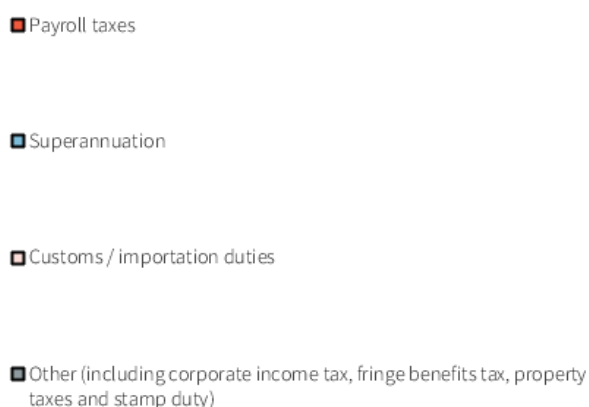 Payroll taxes
Superannuation
Customs / importation duties
Other (including corporate income tax, fringe benefits tax, property
taxes and stamp duty)